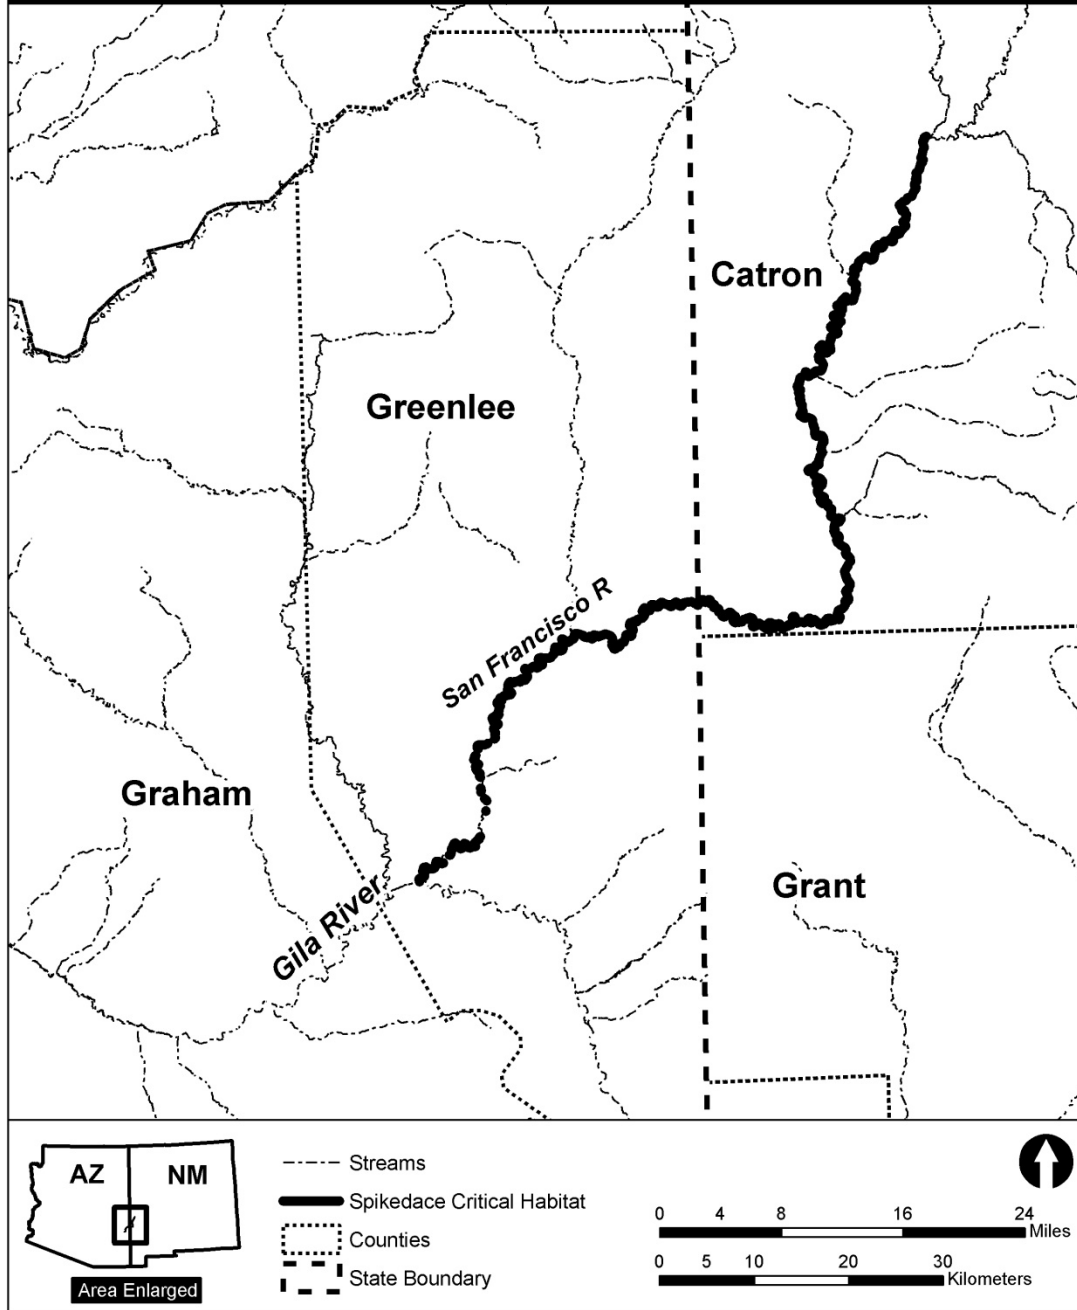 Catron
Greenlee
San Francisco R
Graham
Grant
Gila River
AZ
NM
Area Enlarged
Streams
Spikedace Critical Habitat
Counties
State Boundary
0 4 8 16 24
Miles
0 5 10 20 30
Kilometers